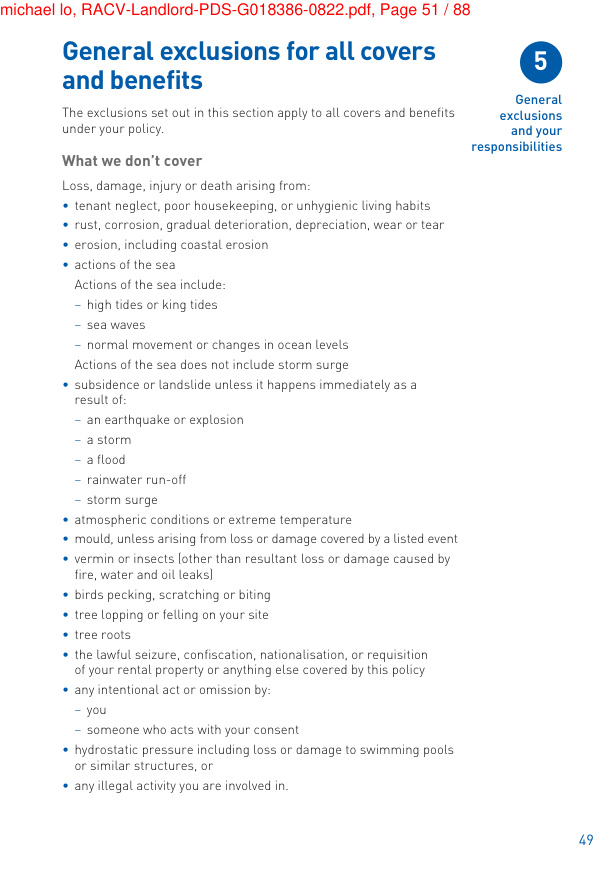 michael lo, RACV-Landlord-PDS-G018386-0822.pdf, Page 51 / 88
General exclusions for all covers
and benefits
The exclusions set out in this section apply to all covers and benefits
under your policy.
5
General
exclusions
and your
responsibilities
What we don’t cover
Loss, damage, injury or death arising from:
• tenant neglect, poor housekeeping, or unhygienic living habits
• rust, corrosion, gradual deterioration, depreciation, wear or tear
• erosion, including coastal erosion
• actions of the sea
Actions of the sea include:
– high tides or king tides
– sea waves
– normal movement or changes in ocean levels
Actions of the sea does not include storm surge
• subsidence or landslide unless it happens immediately as a
result of:
– an earthquake or explosion
– a storm
– a flood
– rainwater run-off
– storm surge
• atmospheric conditions or extreme temperature
• mould, unless arising from loss or damage covered by a listed event
• vermin or insects (other than resultant loss or damage caused by
fire, water and oil leaks)
• birds pecking, scratching or biting
• tree lopping or felling on your site
• tree roots
• the lawful seizure, confiscation, nationalisation, or requisition
of your rental property or anything else covered by this policy
• any intentional act or omission by:
– you
– someone who acts with your consent
• hydrostatic pressure including loss or damage to swimming pools
or similar structures, or
• any illegal activity you are involved in.
49